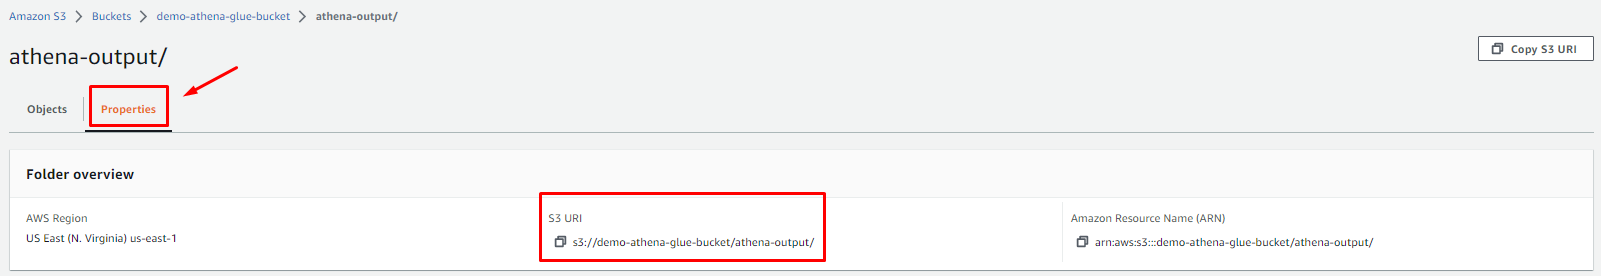 Amazon S3 > Buckets > demo-athena-glue-bucket > athena-output/
athena-output/
Copy S3 URI
Objects
Properties
Folder overview
AWS Region
US East (N. Virginia) us-east-1
S3 URI
s3://demo-athena-glue-bucket/athena-output/
Amazon Resource Name (ARN)
arn:aws:s3:::demo-athena-glue-bucket/athena-output/